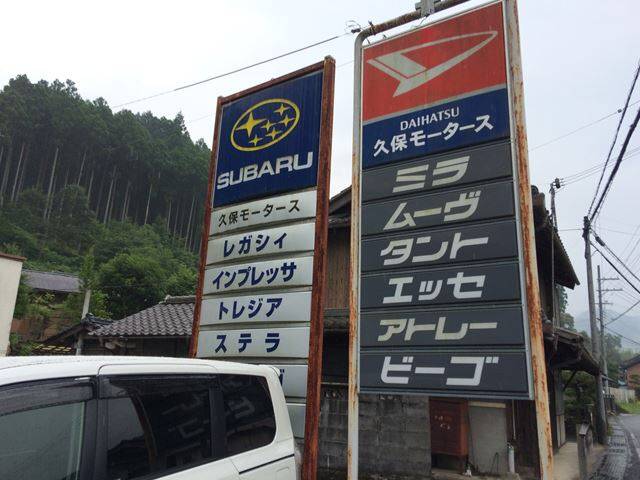 SUBARU
久保モータース
レガシィ
インプレッサ
トレジア
ステラ
DAIHATSU
久保モータース
ミラ
ムーヴ
タント
エッセ
アトレー
ビーゴ